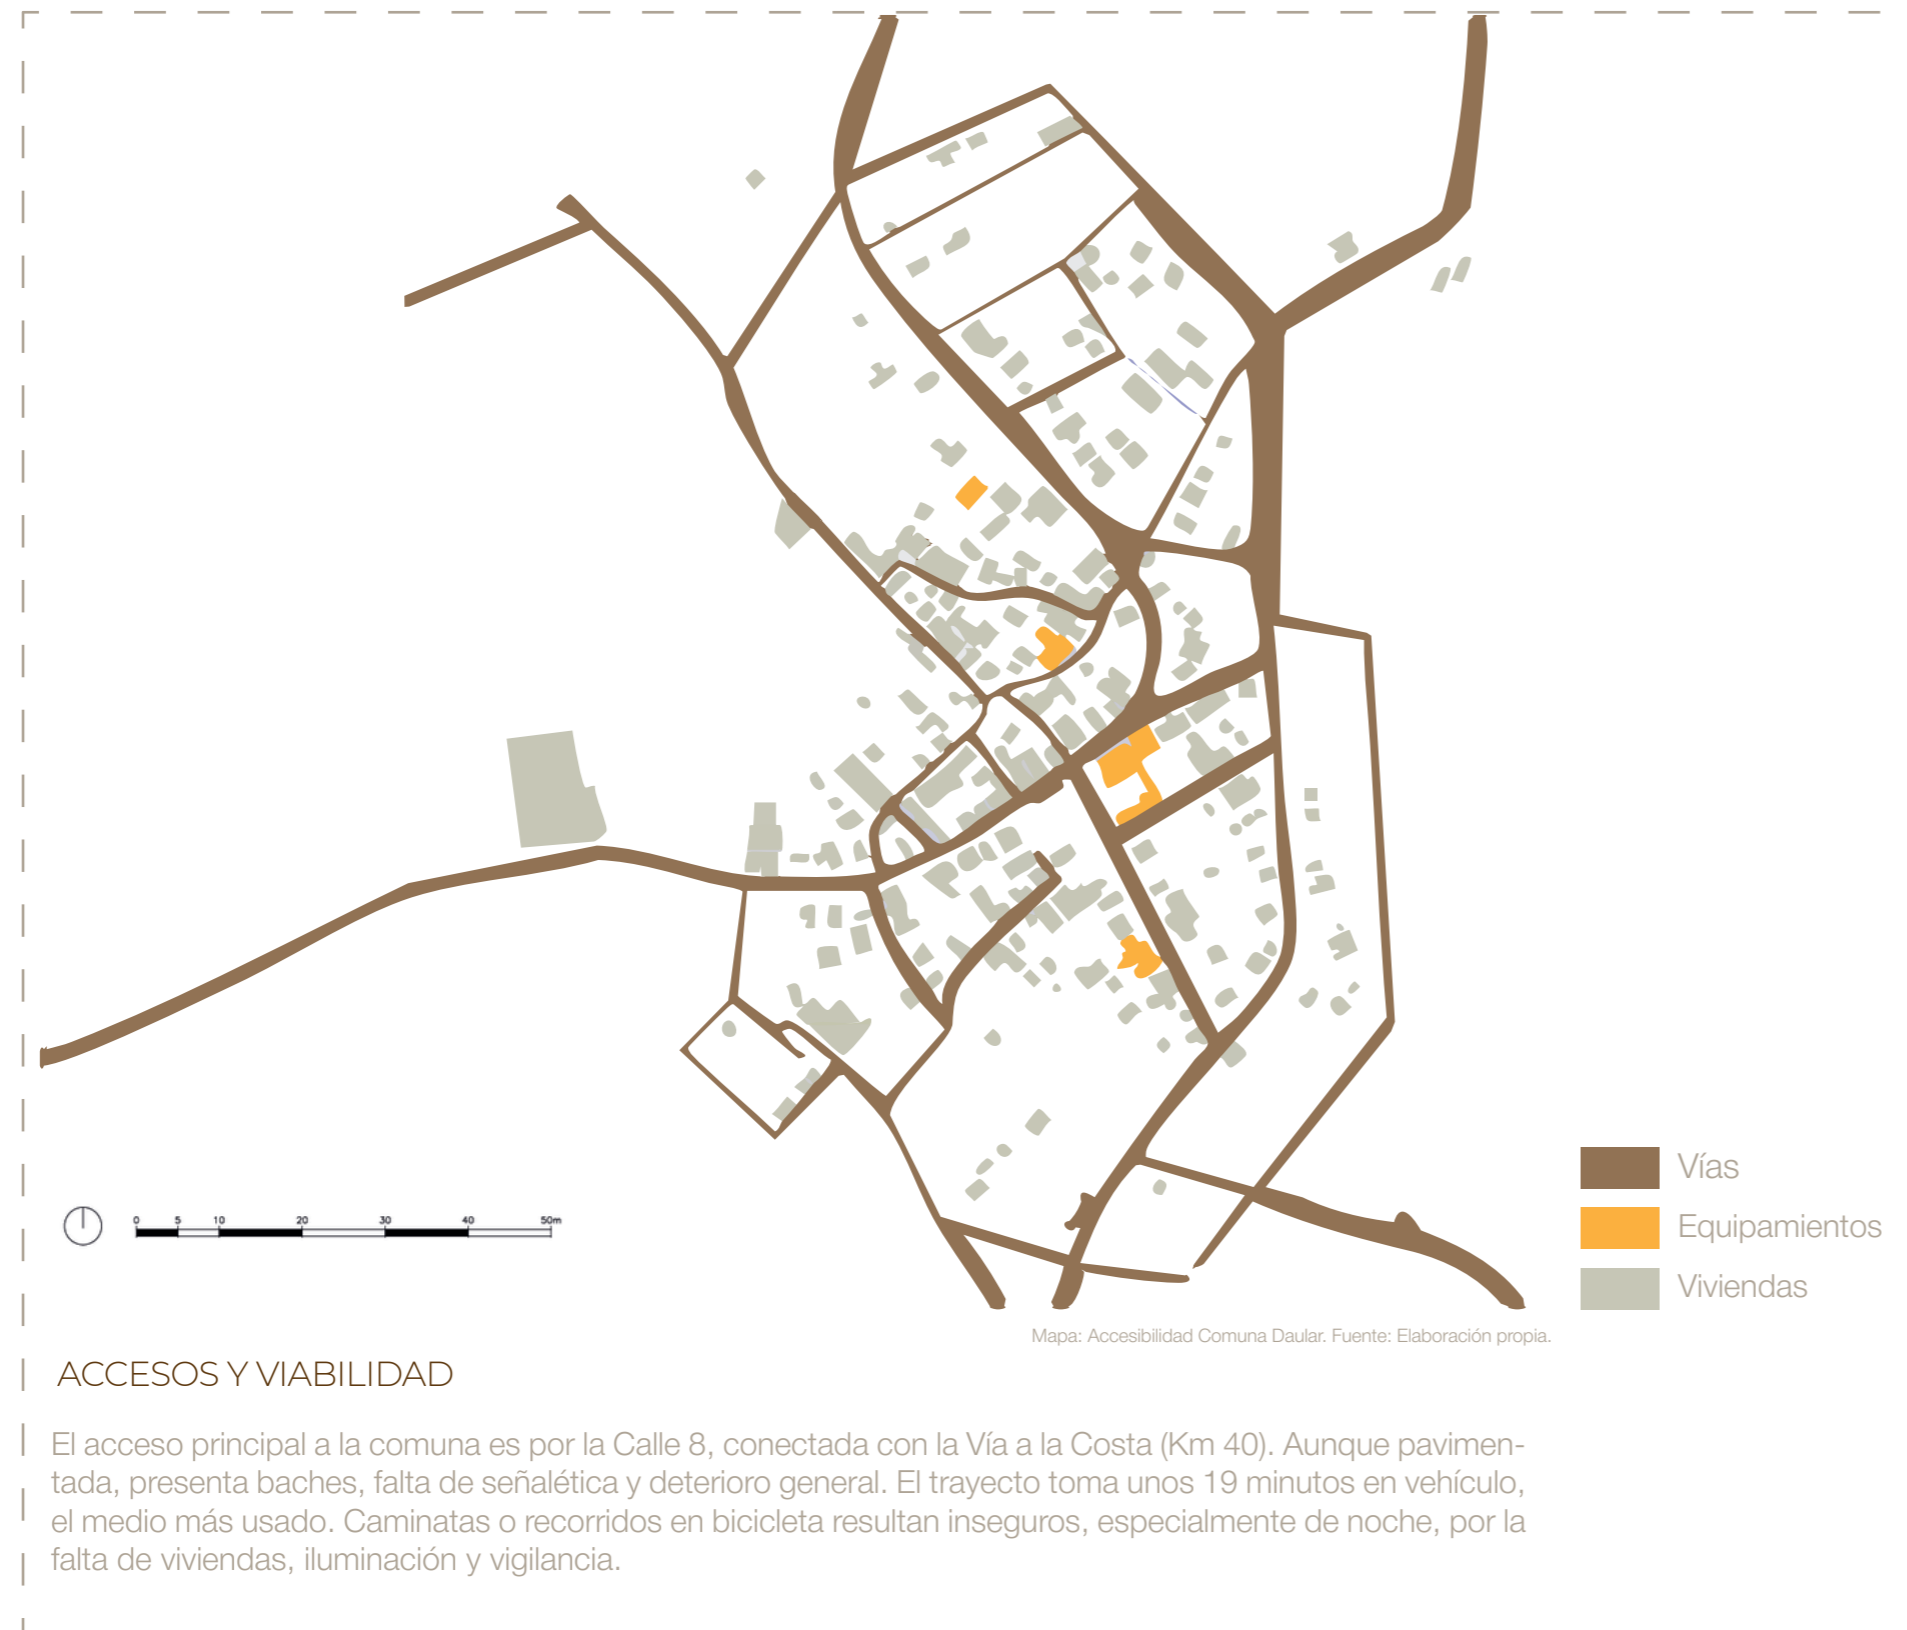 Vías
0 5 10 20 30 40 50m
Equipamientos
Viviendas
Mapa: Accesibilidad Comuna Daular. Fuente: Elaboración propia.
ACCESOS Y VIABILIDAD
El acceso principal a la comuna es por la Calle 8, conectada con la Vía a la Costa (Km 40). Aunque pavimen-
tada, presenta baches, falta de señalética y deterioro general. El trayecto toma unos 19 minutos en vehículo,
el medio más usado. Caminatas o recorridos en bicicleta resultan inseguros, especialmente de noche, por la
falta de viviendas, iluminación y vigilancia.